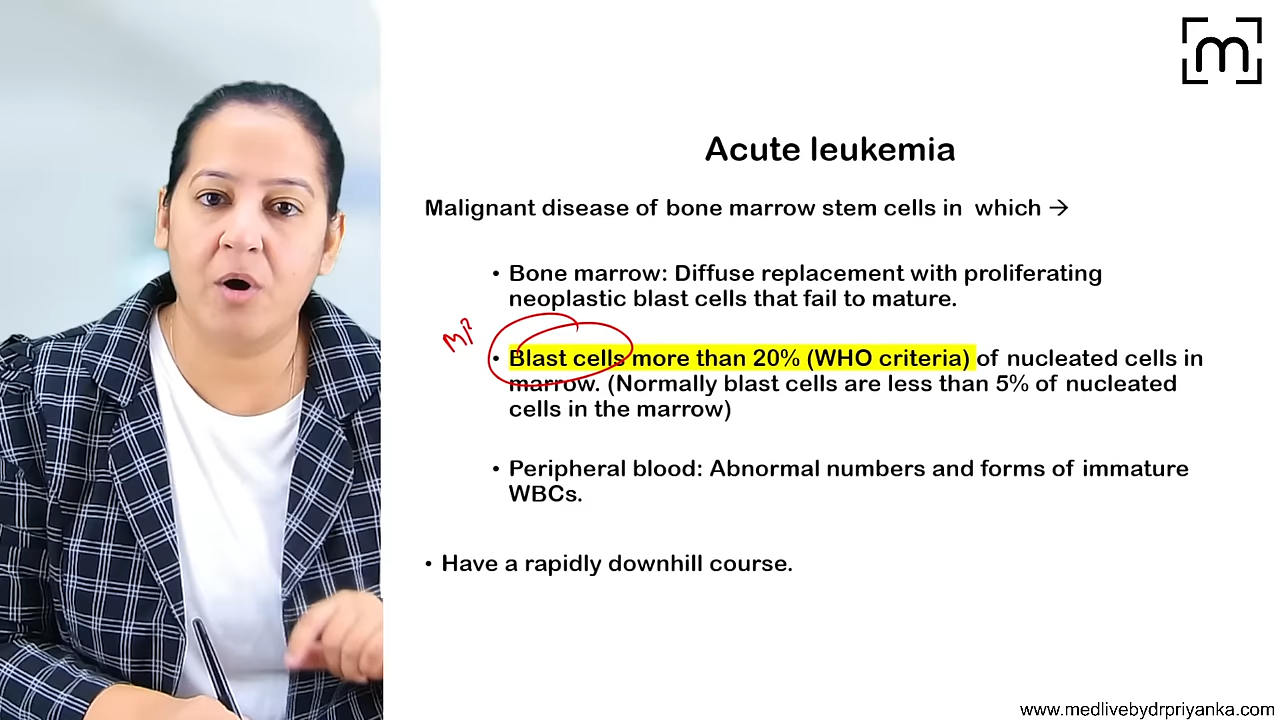 m
Acute leukemia
Malignant disease of bone marrow stem cells in which →
• Bone marrow: Diffuse replacement with proliferating
neoplastic blast cells that fail to mature.
• Blast cells more than 20% (WHO criteria) of nucleated cells in
marrow. (Normally blast cells are less than 5% of nucleated
cells in the marrow)
• Peripheral blood: Abnormal numbers and forms of immature
WBCs.
• Have a rapidly downhill course.
www.medlivebydrpriyanka.com